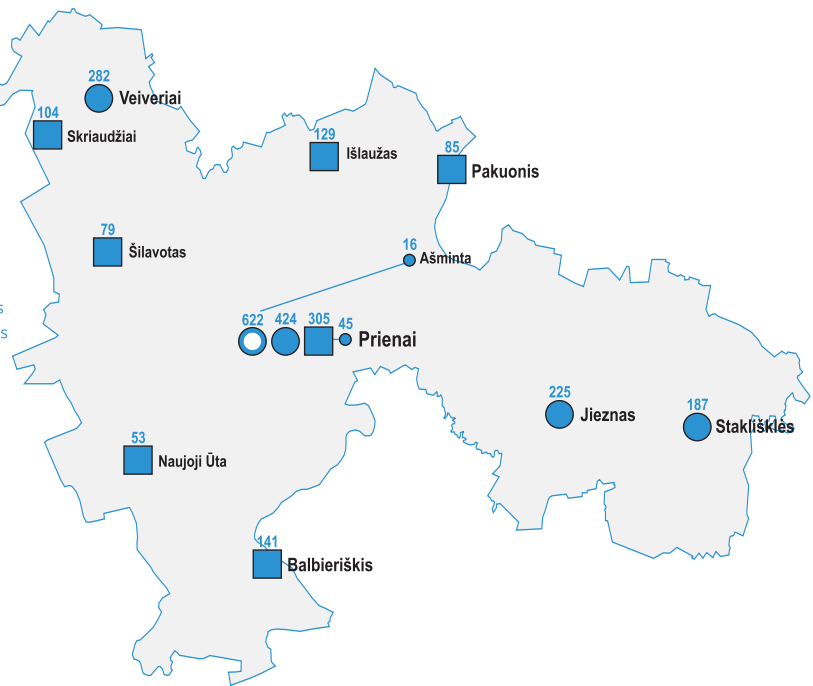 282
Veiveriai
104
Skriaudžiai
129
Išlaužas
85
Pakuonis
79
Šilavotas
16
Ašminta
s
s
622 424 305 45
Prienai
225
Jieznas
187
Stakliškės
53
Naujoji Ūta
141
Balbieriškis